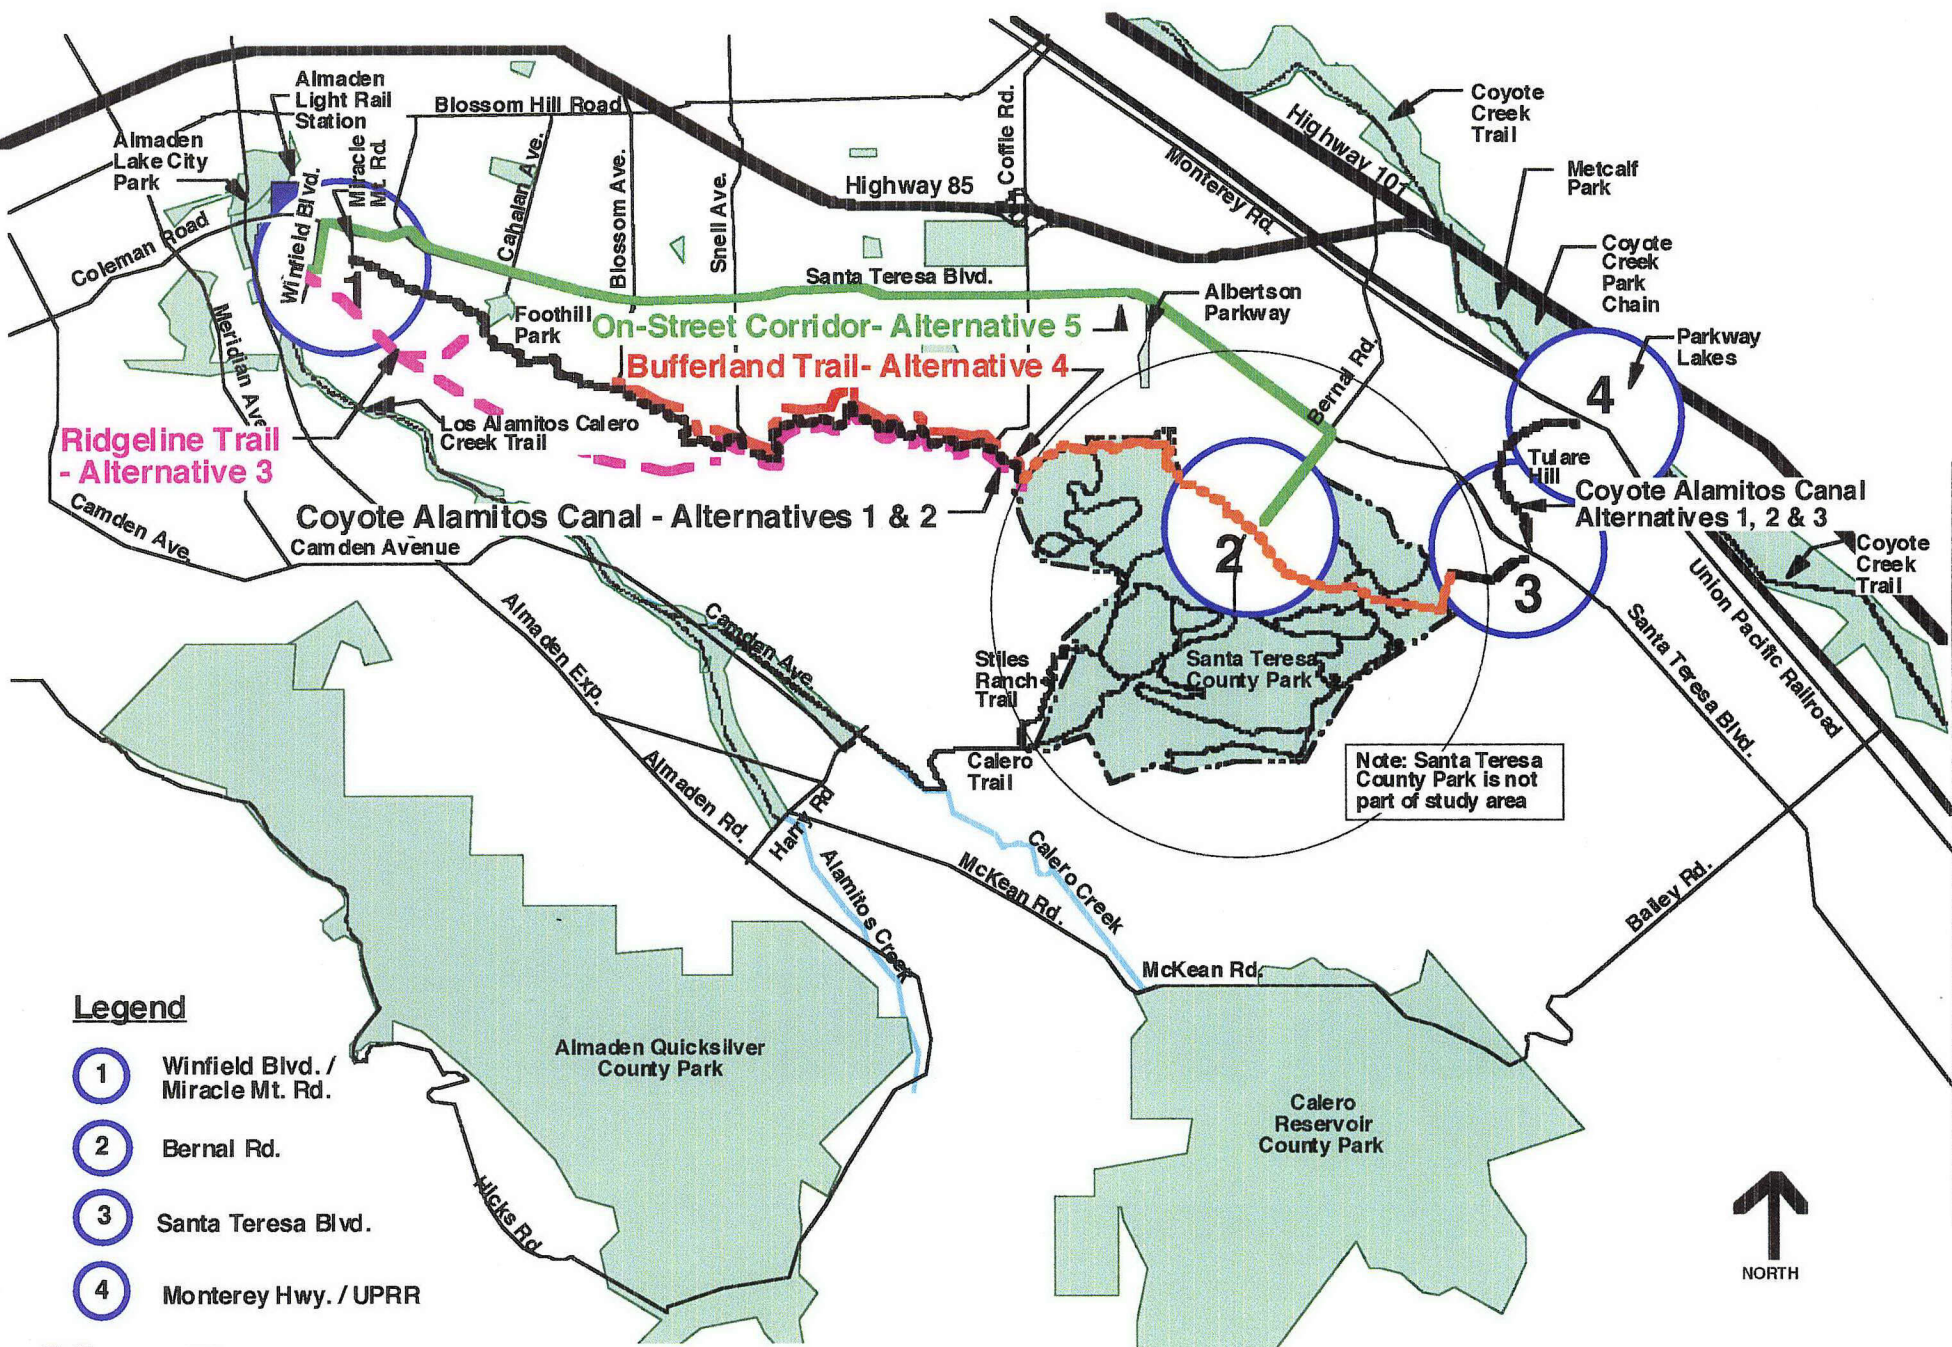 Almaden
Light Rail
Station
Almaden
Lake City
Park
Blossom Hill Road
Miracle
Mt. Rd.
Winfield Blvd.
Coleman Road
Meridian Ave
Cahalan Ave.
Blossom Ave.
Snell Ave.
Coffie Rd.
Highway 85
Highway 101
Monterey Rd.
Coyote
Creek
Trail
Metcalf
Park
Coyote
Creek
Park
Chain
Parkway
Lakes
Santa Teresa Blvd.
Albertson
Parkway
Bernal Rd.
1
Foothill
Park
On-Street Corridor- Alternative 5
Bufferland Trail- Alternative 4
Los Alamitos Calero
Creek Trail
Ridgeline Trail
- Alternative 3
Coyote Alamitos Canal - Alternatives 1 & 2
4
Tulare
Hill
Coyote Alamitos Canal
Alternatives 1, 2 & 3
Coyote
Creek
Trail
2
3
Camden Ave.
Camden Avenue
Camden Ave.
Almaden Exp.
Almaden Rd.
Harry Rd
Stiles
Ranch
Trail
Santa Teresa
County Park
Calero
Trail
Union Pacific Railroad
Santa Teresa Blvd.
Note: Santa Teresa
County Park is not
part of study area
Alamitos Creek
McKean Rd.
Calero Creek
McKean Rd.
Bailey Rd.
Almaden Quicksilver
County Park
Calero
Reservoir
County Park
Hicks Rd
Legend
1 Winfield Blvd. /
Miracle Mt. Rd.
2 Bernal Rd.
3 Santa Teresa Blvd.
4 Monterey Hwy. / UPRR
NORTH